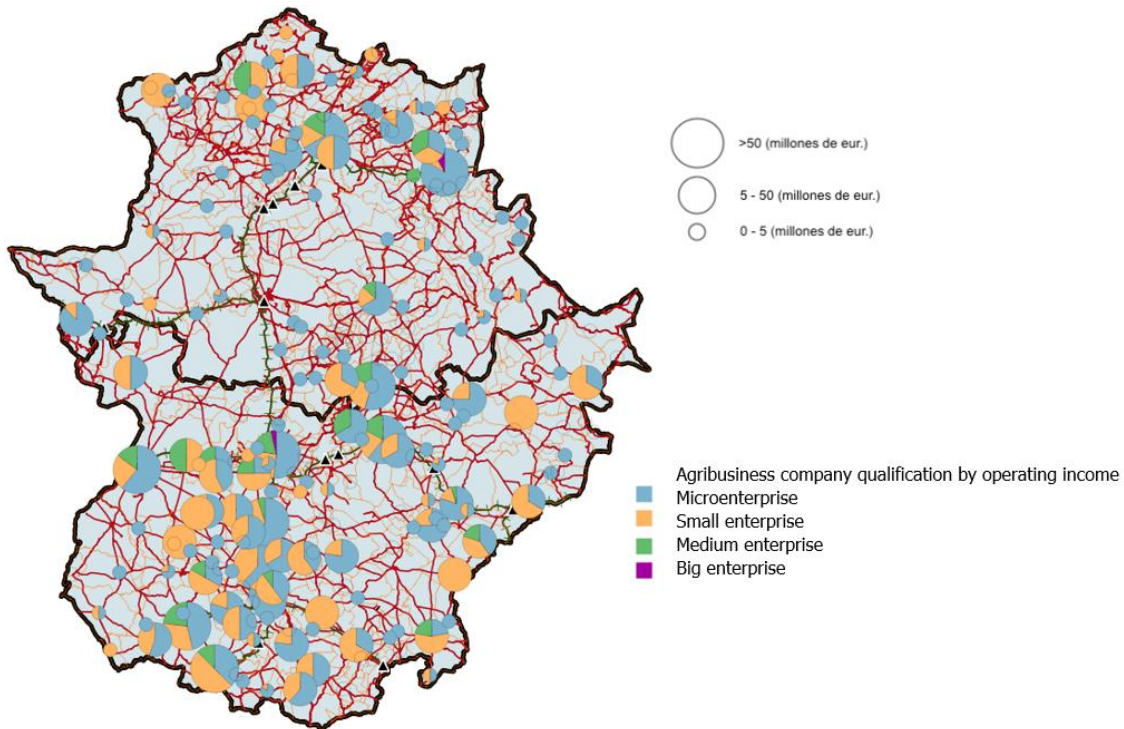 >50 (millones de eur.)
5 - 50 (millones de eur.)
0 - 5 (millones de eur.)
Agribusiness company qualification by operating income
Microenterprise
Small enterprise
Medium enterprise
Big enterprise